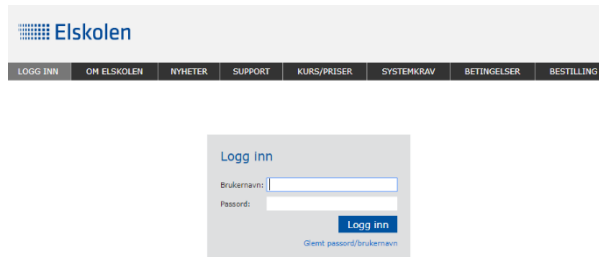 Elskolen
LOGG INN OM ELSKOLEN NYHETER SUPPORT KURS/PRISER SYSTEMKRAV BETINGELSER BESTILLING
Logg inn
Brukernavn:
Passord:
Logg inn
Glemt passord/brukernavn